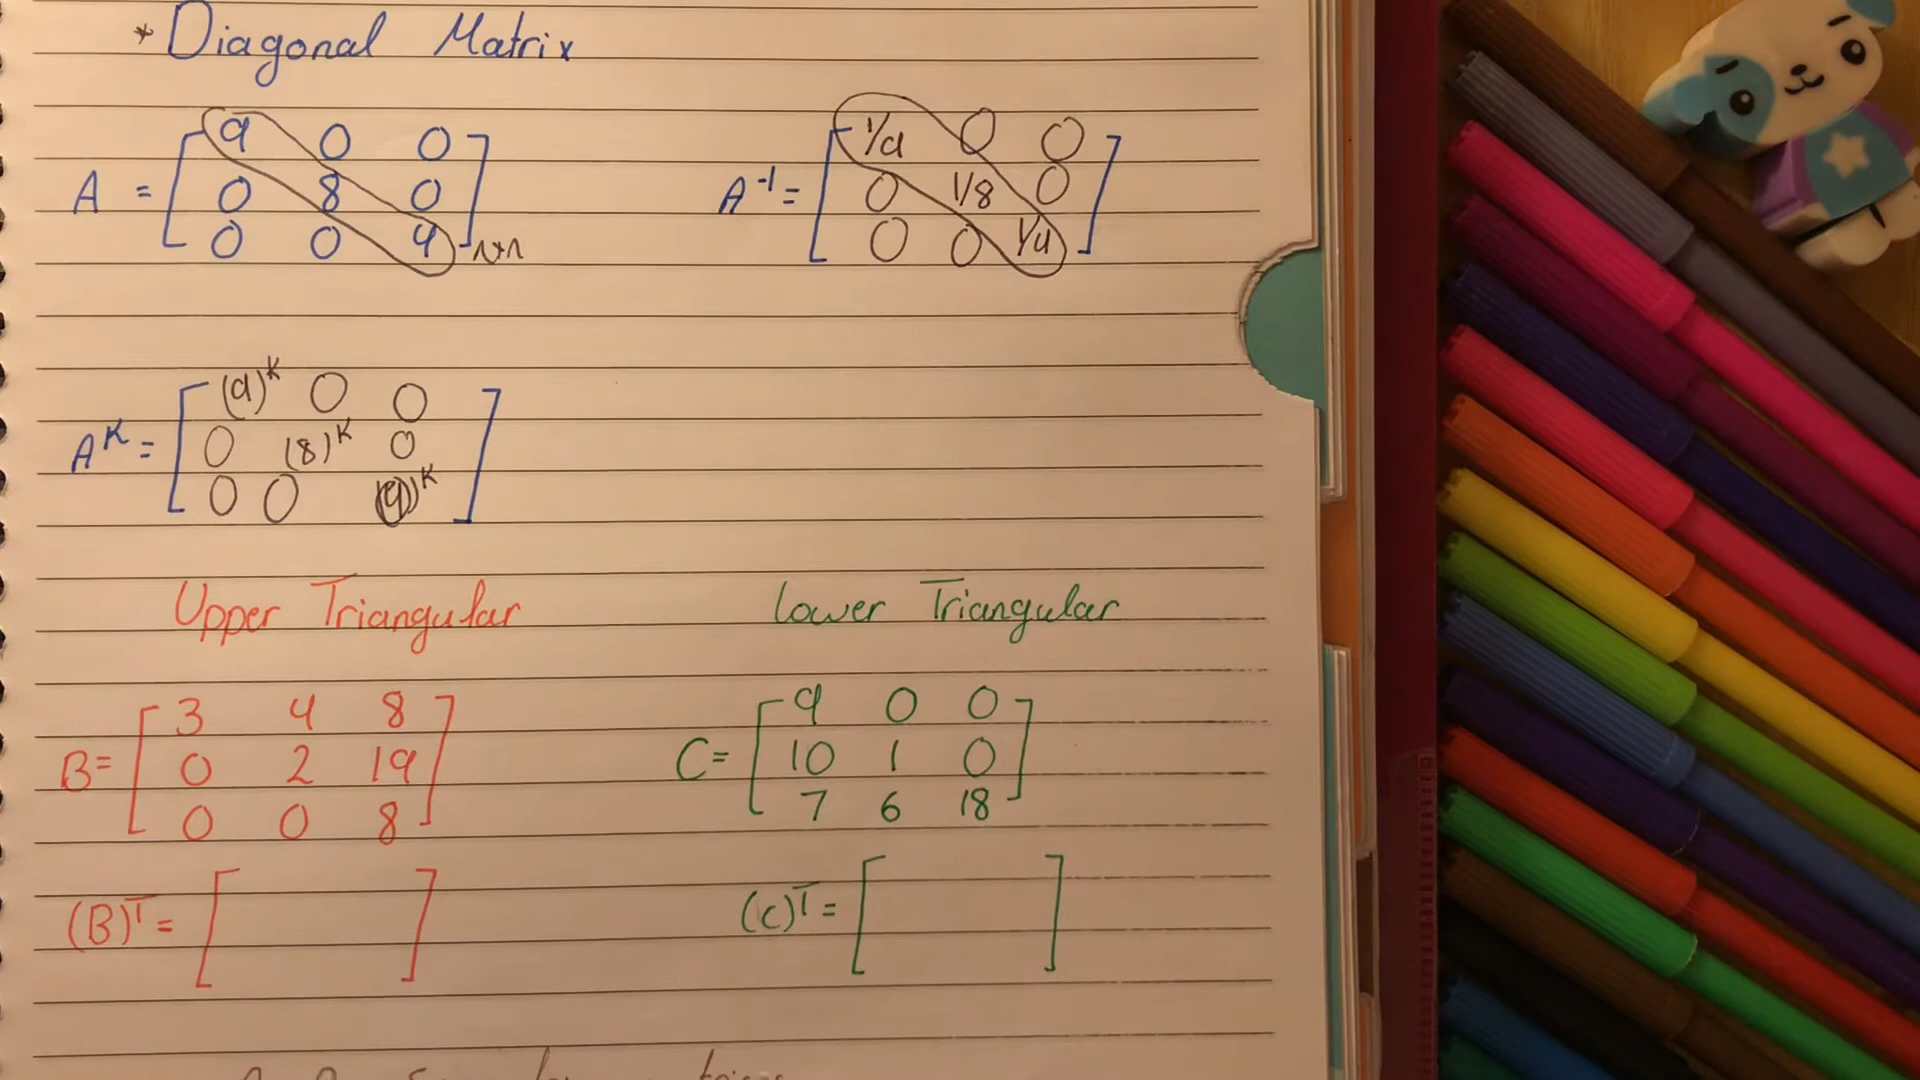 * Diagonal Matrix
A = [ 9 0 0
0 8 0
0 0 4 ] n*n
A⁻¹ = [ 1/9 0 0
0 1/8 0
0 0 1/4 ]
Aᴷ = [ (9)ᴷ 0 0
0 (8)ᴷ 0
0 0 (4)ᴷ ]
Upper Triangular
B = [ 3 4 8
0 2 19
0 0 8 ]
(B)ᵀ = [ ]
Lower Triangular
C = [ 9 0 0
10 1 0
7 6 18 ]
(C)ᵀ = [ ]